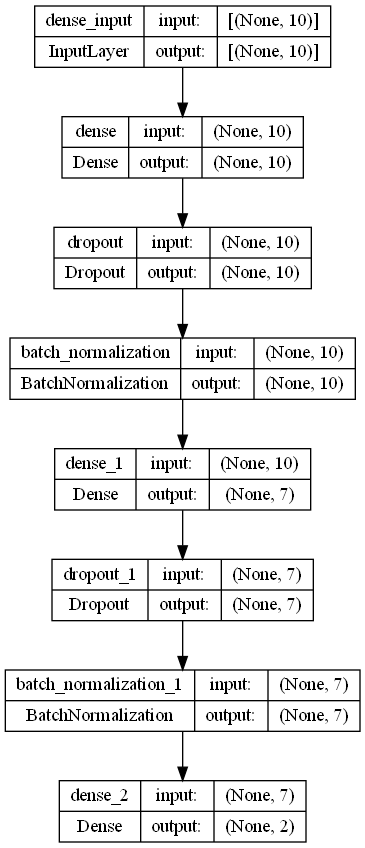 dense_input input: [(None, 10)]
InputLayer output: [(None, 10)]
dense input: (None, 10)
Dense output: (None, 10)
dropout input: (None, 10)
Dropout output: (None, 10)
batch_normalization input: (None, 10)
BatchNormalization output: (None, 10)
dense_1 input: (None, 10)
Dense output: (None, 7)
dropout_1 input: (None, 7)
Dropout output: (None, 7)
batch_normalization_1 input: (None, 7)
BatchNormalization output: (None, 7)
dense_2 input: (None, 7)
Dense output: (None, 2)